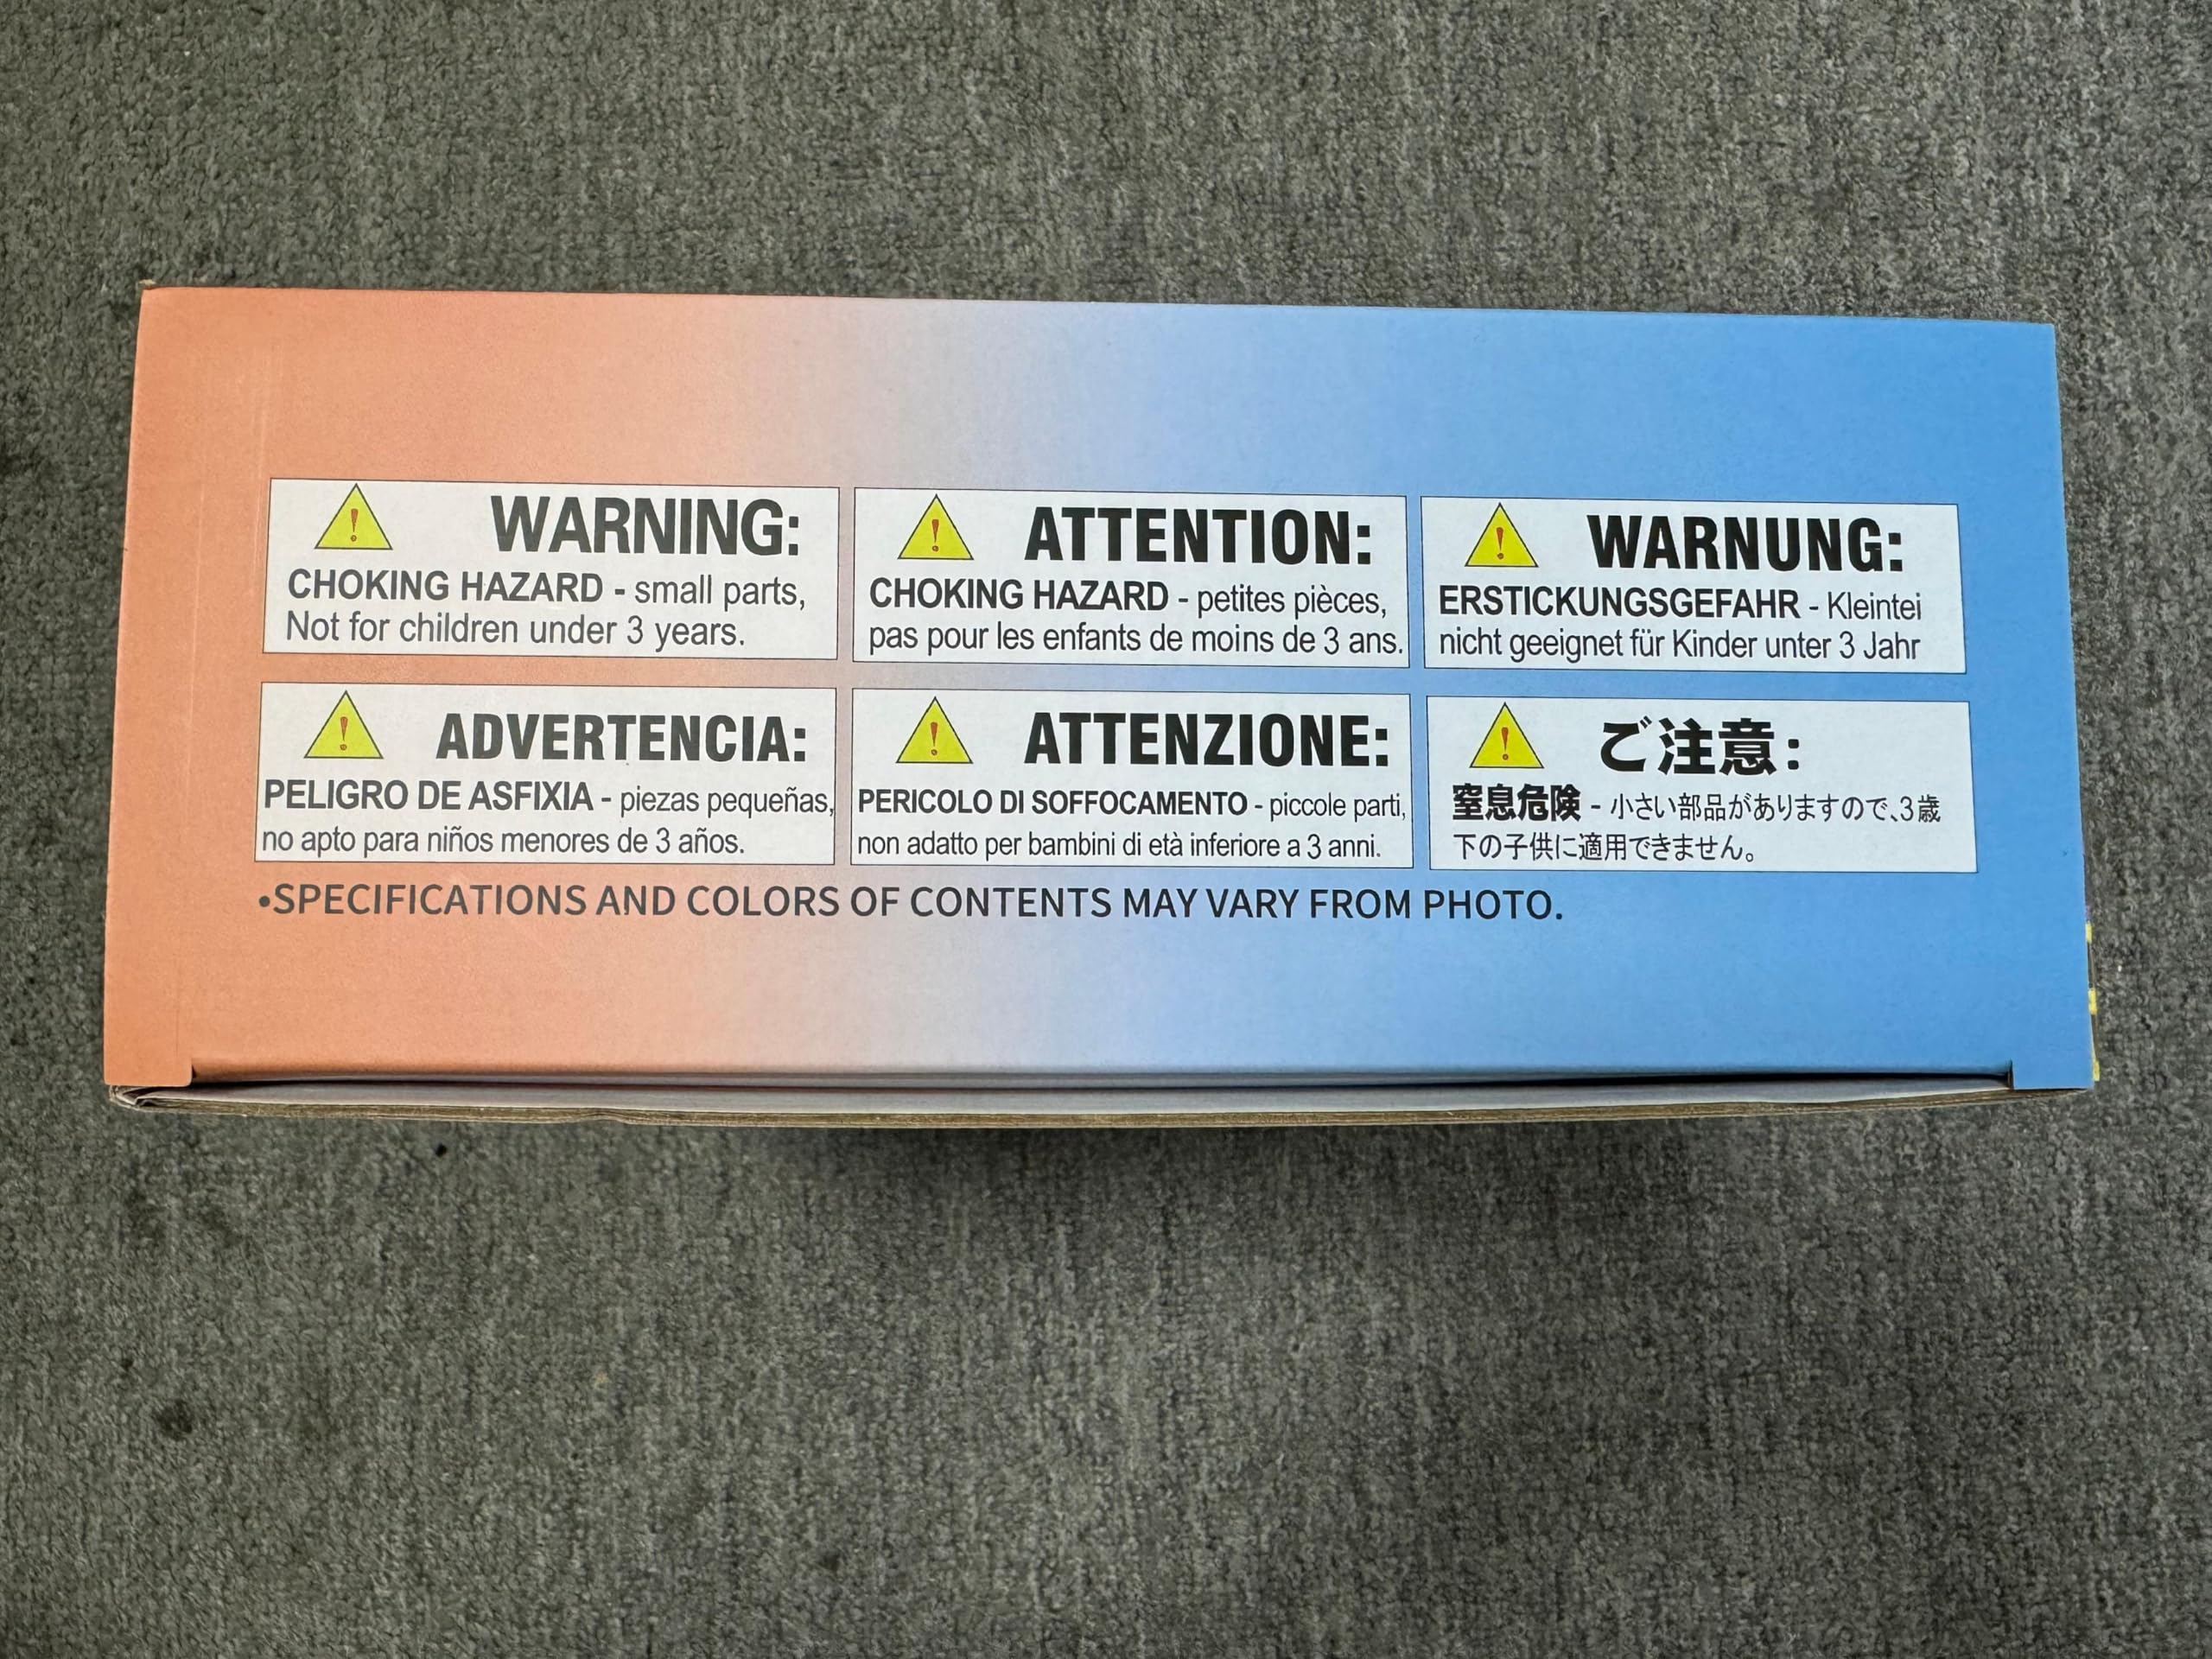 WARNING:
CHOKING HAZARD - small parts,
Not for children under 3 years.
ATTENTION:
CHOKING HAZARD - petites pièces,
pas pour les enfants de moins de 3 ans.
WARNUNG:
ERSTICKUNGSGEFAHR - Kleintei
nicht geeignet für Kinder unter 3 Jahr
ADVERTENCIA:
PELIGRO DE ASFIXIA - piezas pequeñas,
no apto para niños menores de 3 años.
ATTENZIONE:
PERICOLO DI SOFFOCAMENTO - piccole parti,
non adatto per bambini di età inferiore a 3 anni.
ご注意:
窒息危険 - 小さい部品がありますので、3歳
下の子供に適用できません。
•SPECIFICATIONS AND COLORS OF CONTENTS MAY VARY FROM PHOTO.